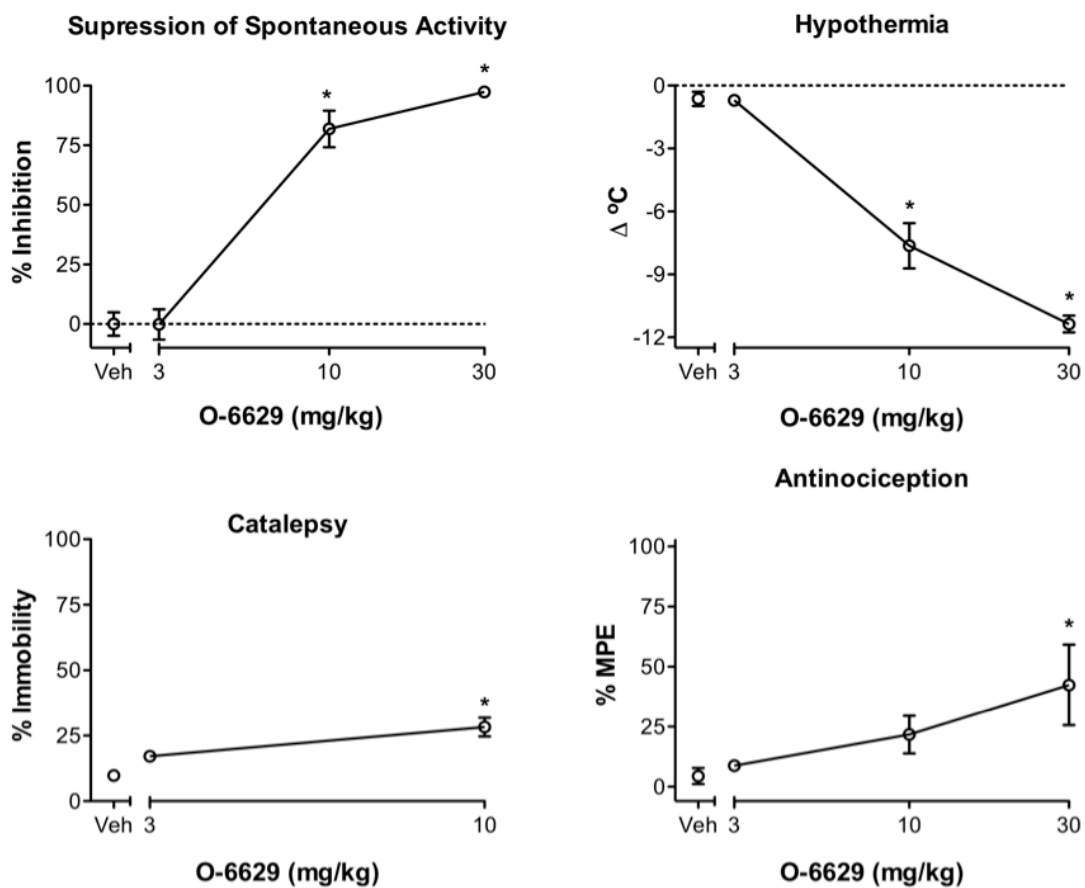 Supression of Spontaneous Activity
% Inhibition
100
*
*
75
50
25
0
Veh 3 10 30
O-6629 (mg/kg)
Hypothermia
Δ ºC
0
-3
-6
*
-9
*
-12
Veh 3 10 30
O-6629 (mg/kg)
Catalepsy
% Immobility
100
75
50
25
*
0
Veh 3 10
O-6629 (mg/kg)
Antinociception
% MPE
100
75
*
50
25
0
Veh 3 10 30
O-6629 (mg/kg)